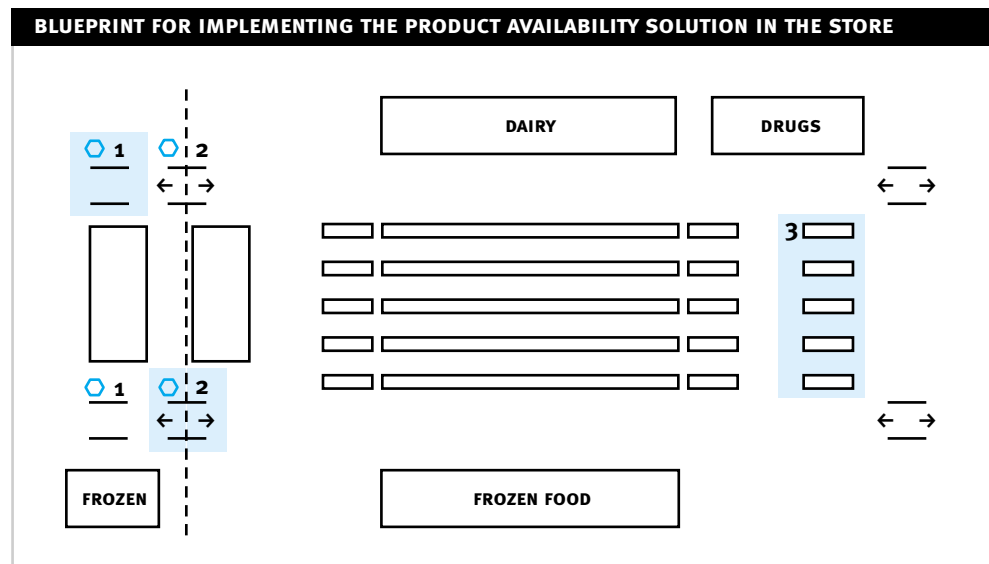 BLUEPRINT FOR IMPLEMENTING THE PRODUCT AVAILABILITY SOLUTION IN THE STORE
DAIRY
DRUGS
1
2
3
1
2
FROZEN
FROZEN FOOD